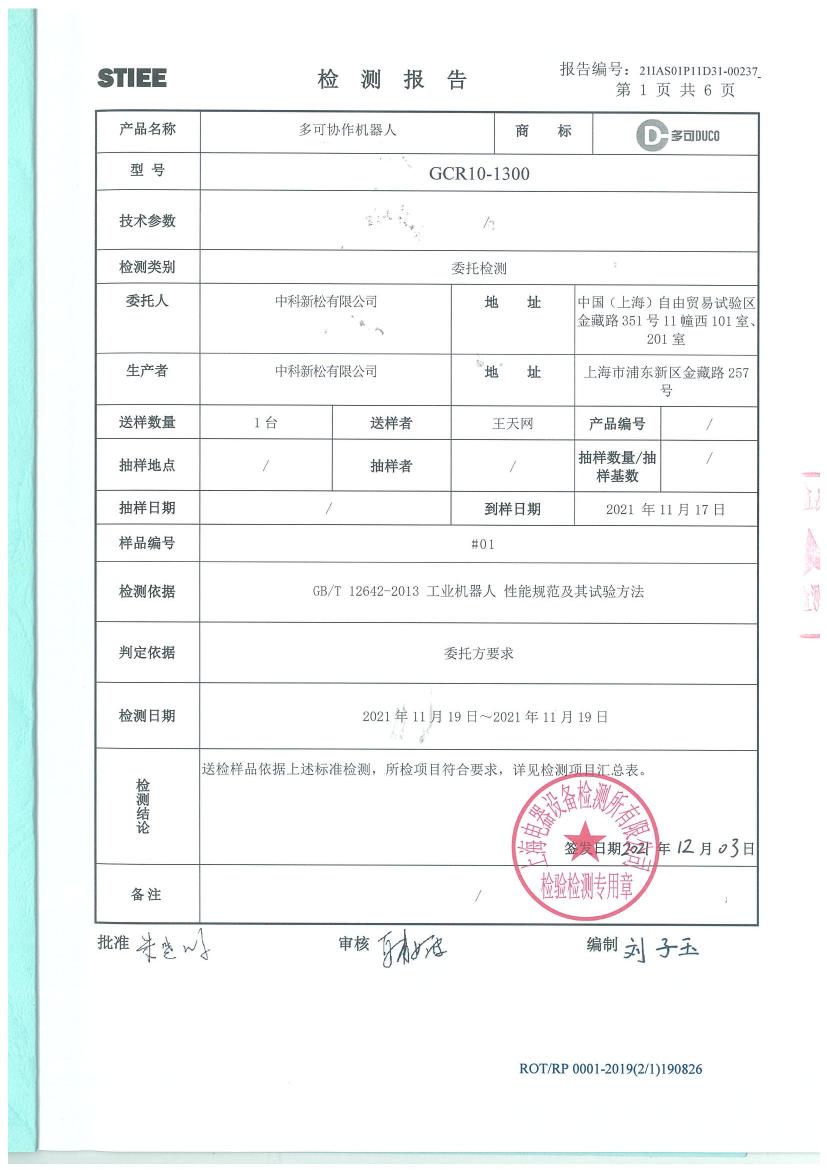 STIEE
检测报告
报告编号：21IAS01P11D31-00237
第 1 页 共 6 页
产品名称 多可协作机器人 商标 多可DUCO
型号 GCR10-1300
技术参数 /
检测类别 委托检测
委托人 中科新松有限公司 地址 中国（上海）自由贸易试验区
金藏路 351 号 11 幢西 101 室、
201 室
生产者 中科新松有限公司 地址 上海市浦东新区金藏路 257
号
送样数量 1 台 送样者 王天网 产品编号 /
抽样地点 / 抽样者 / 抽样数量/抽
样基数 /
抽样日期 / 到样日期 2021 年 11 月 17 日
样品编号 #01
检测依据 GB/T 12642-2013 工业机器人 性能规范及其试验方法
判定依据 委托方要求
检测日期 2021 年 11 月 19 日～2021 年 11 月 19 日
检测结论 送检样品依据上述标准检测，所检项目符合要求，详见检测项目汇总表。
上海电器设备检测所有限公司
签发日期 2021 年 12 月 03 日
检验检测专用章
备注 /
批准 审核 编制 刘子玉
ROT/RP 0001-2019(2/1)190826